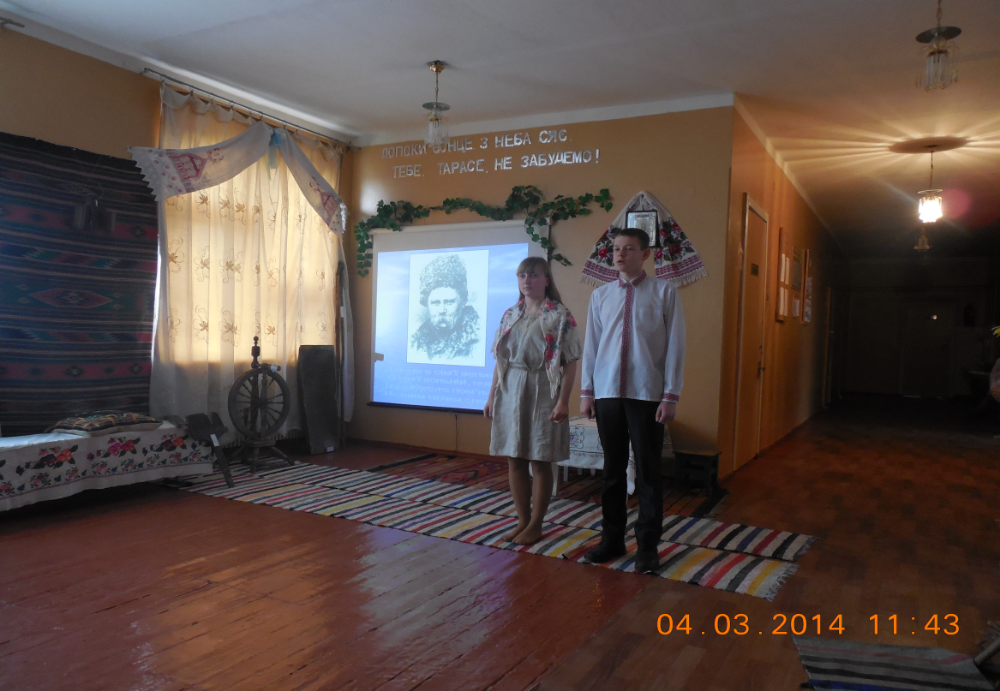 ДОПОКИ СОНЦЕ З НЕБА СЯЄ,
ТЕБЕ, ТАРАСЕ, НЕ ЗАБУДЕМО!
04.03.2014 11:43